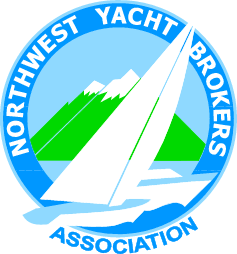 NORTHWEST YACHT BROKERS
ASSOCIATION